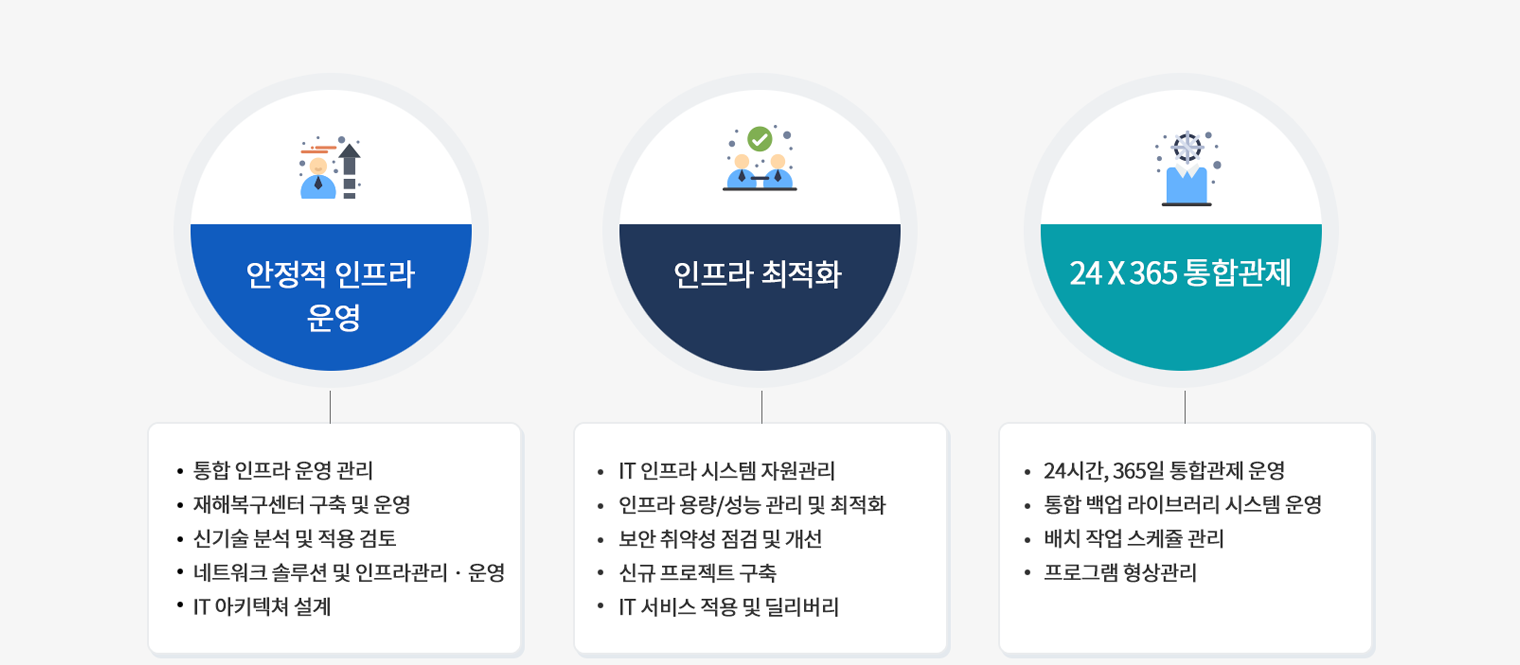 안정적 인프라
운영
인프라 최적화
24 X 365 통합관제
• 통합 인프라 운영 관리
• 재해복구센터 구축 및 운영
• 신기술 분석 및 적용 검토
• 네트워크 솔루션 및 인프라관리 · 운영
• IT 아키텍쳐 설계
• IT 인프라 시스템 자원관리
• 인프라 용량/성능 관리 및 최적화
• 보안 취약성 점검 및 개선
• 신규 프로젝트 구축
• IT 서비스 적용 및 딜리버리
• 24시간, 365일 통합관제 운영
• 통합 백업 라이브러리 시스템 운영
• 배치 작업 스케쥴 관리
• 프로그램 형상관리